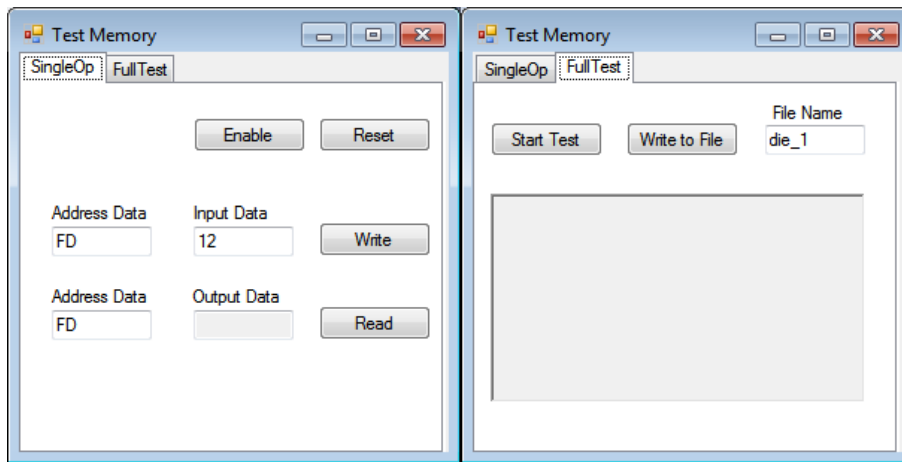 Test Memory
SingleOp FullTest
Enable Reset
Address Data Input Data
FD 12 Write
Address Data Output Data
FD Read
Test Memory
SingleOp FullTest
File Name
Start Test Write to File die_1